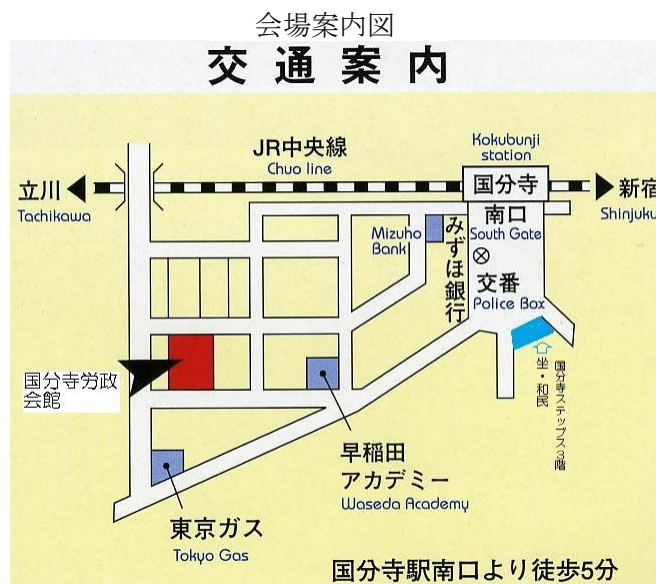 会場案内図
交通案内
Kokubunji
station
JR中央線
Chuo line
立川
Tachikawa
国分寺
新宿
Shinjuku
南口
South Gate
Mizuho
Bank
みずほ銀行
交番
Police Box
国分寺労政
会館
坐・和民
国分寺ステップス3階
早稲田
アカデミー
Waseda Academy
東京ガス
Tokyo Gas
国分寺駅南口より徒歩5分